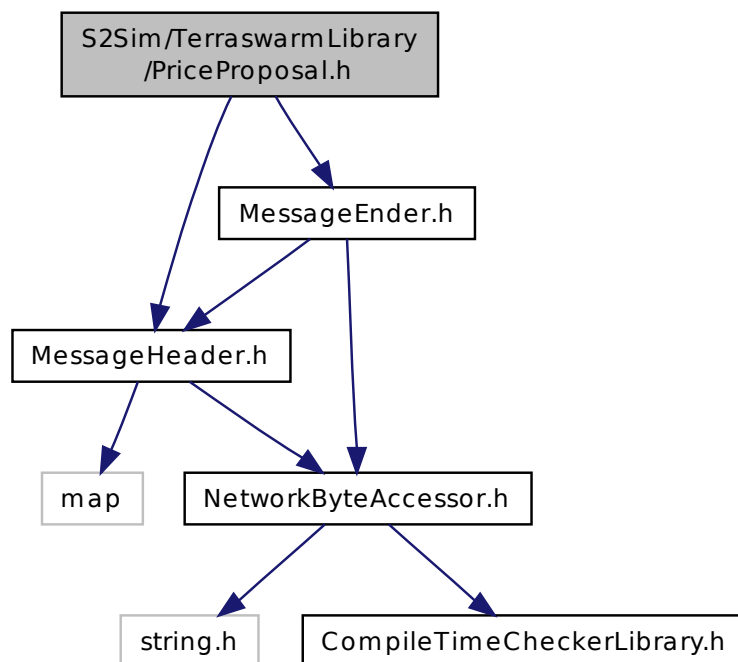 S2Sim/TerraswarmLibrary
/PriceProposal.h
MessageEnder.h
MessageHeader.h
map
NetworkByteAccessor.h
string.h
CompileTimeCheckerLibrary.h